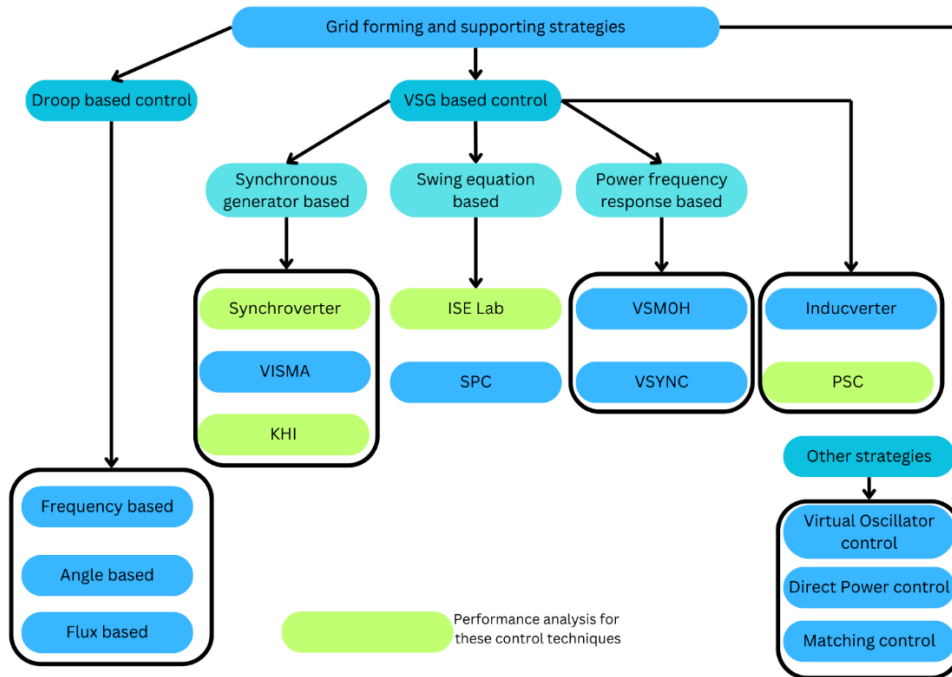 Grid forming and supporting strategies
Droop based control
VSG based control
Synchronous
generator based
Swing equation
based
Power frequency
response based
Synchroverter
VISMA
KHI
ISE Lab
SPC
VSM0H
VSYNC
Inducverter
PSC
Other strategies
Virtual Oscillator
control
Direct Power control
Matching control
Frequency based
Angle based
Flux based
Performance analysis for
these control techniques